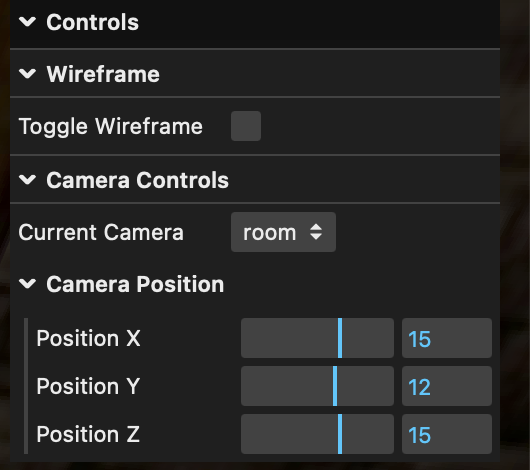 Controls
Wireframe
Toggle Wireframe
Camera Controls
Current Camera room
Camera Position
Position X 15
Position Y 12
Position Z 15